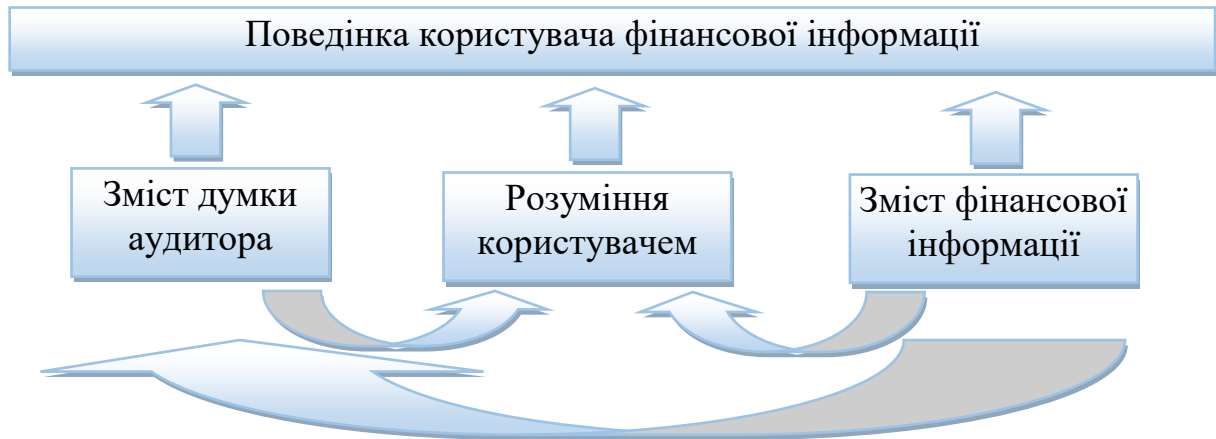 Поведінка користувача фінансової інформації
Зміст думки
аудитора
Розуміння
користувачем
Зміст фінансової
інформації